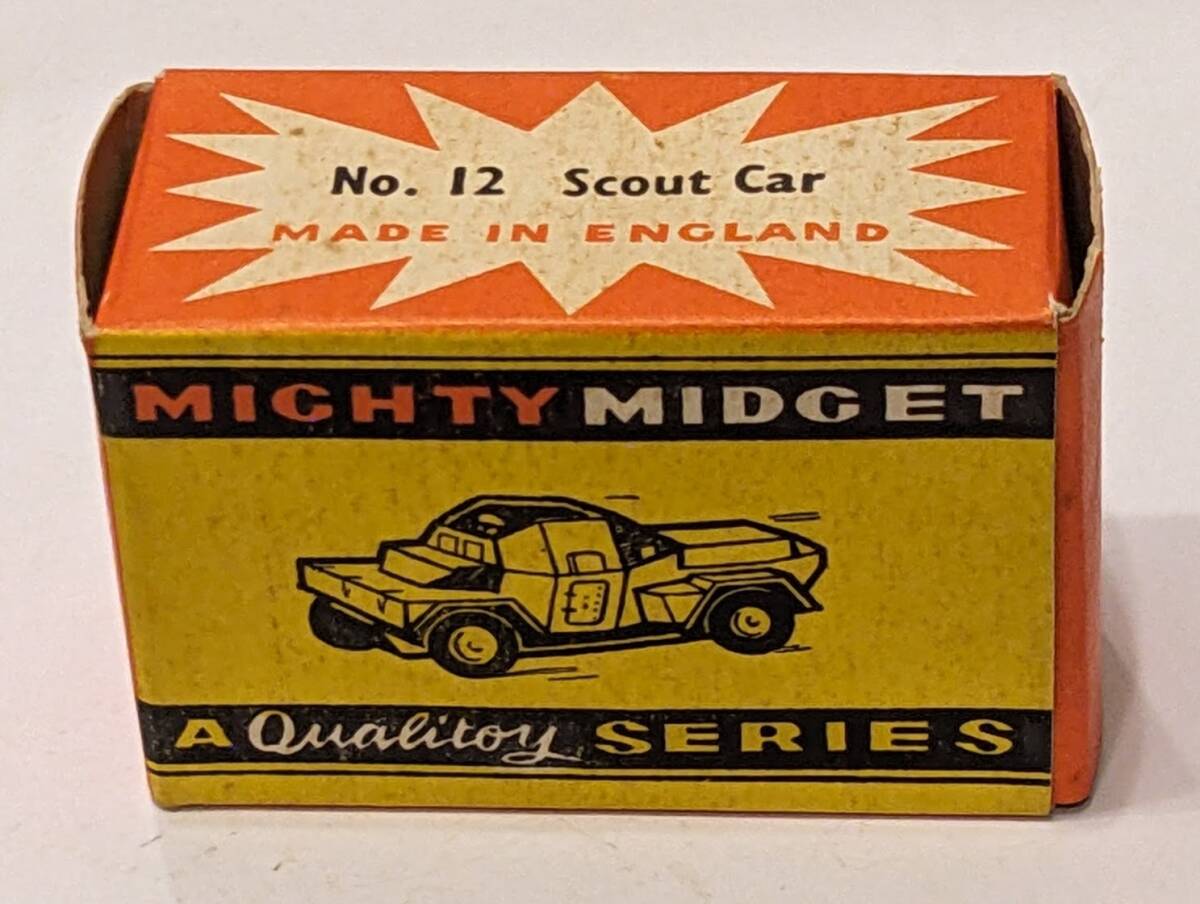 No. 12 Scout Car
MADE IN ENGLAND
MIGHTY MIDGET
A Qualitoy SERIES